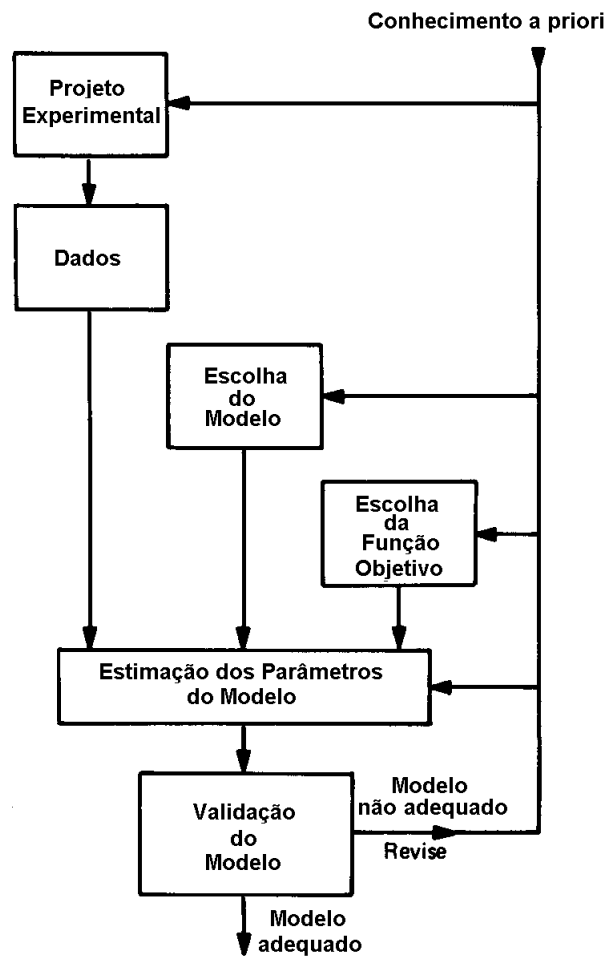 Conhecimento a priori
Projeto
Experimental
Dados
Escolha
do
Modelo
Escolha
da
Função
Objetivo
Estimação dos Parâmetros
do Modelo
Validação
do
Modelo
Modelo
não adequado
Revise
Modelo
adequado